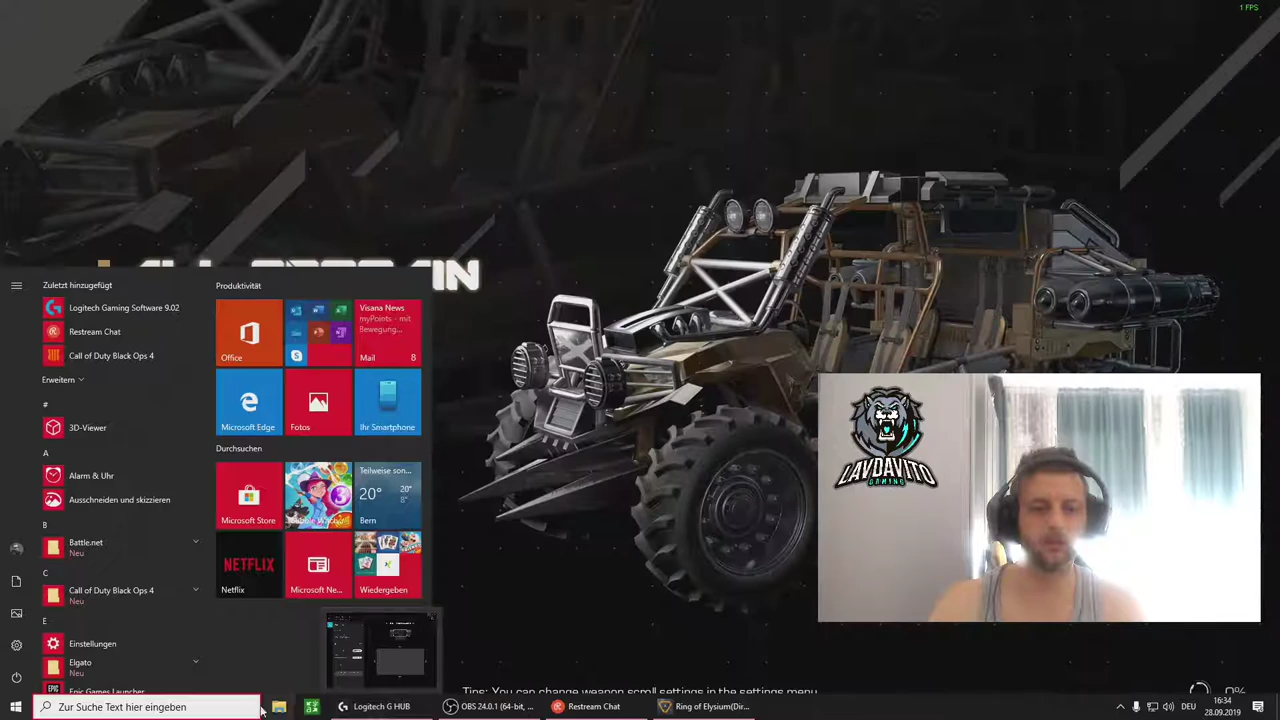 1 FPS
Zuletzt hinzugefügt
Logitech Gaming Software 9.02
Restream Chat
Call of Duty Black Ops 4
Erweitern
#
3D-Viewer
A
Alarm & Uhr
Ausschneiden und skizzieren
B
Battle.net
Neu
C
Call of Duty Black Ops 4
Neu
E
Einstellungen
Elgato
Neu
EPIC Epic Games Launcher
Produktivität
Office
Visana News
myPoints - mit
Bewegung...
Mail 8
Microsoft Edge
Fotos
Ihr Smartphone
Durchsuchen
Microsoft Store
Teilweise son...
20° 20°
8°
Bern
NETFLIX
Netflix
Microsoft Ne...
Wiedergeben
LAVDAVITO
GAMING
Tips: You can change weapon scroll settings in the settings menu
0%
Zur Suche Text hier eingeben
Logitech G HUB
OBS 24.0.1 (64-bit, ...
Restream Chat
Ring of Elysium(Dir...
DEU
16:34
28.09.2019